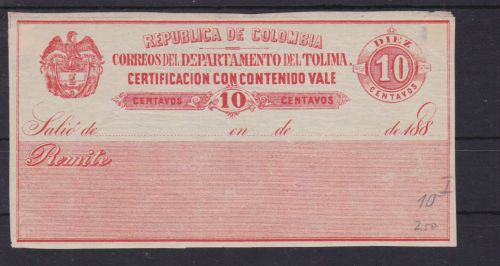 REPUBLICA DE COLOMBIA
CORREOS DEL DEPARTAMENTO DEL TOLIMA.
CERTIFICACION CON CONTENIDO VALE
CENTAVOS 10 CENTAVOS
DIEZ
10
CENTAVOS
Salió de en de de 188
Remite
10 I
2.50